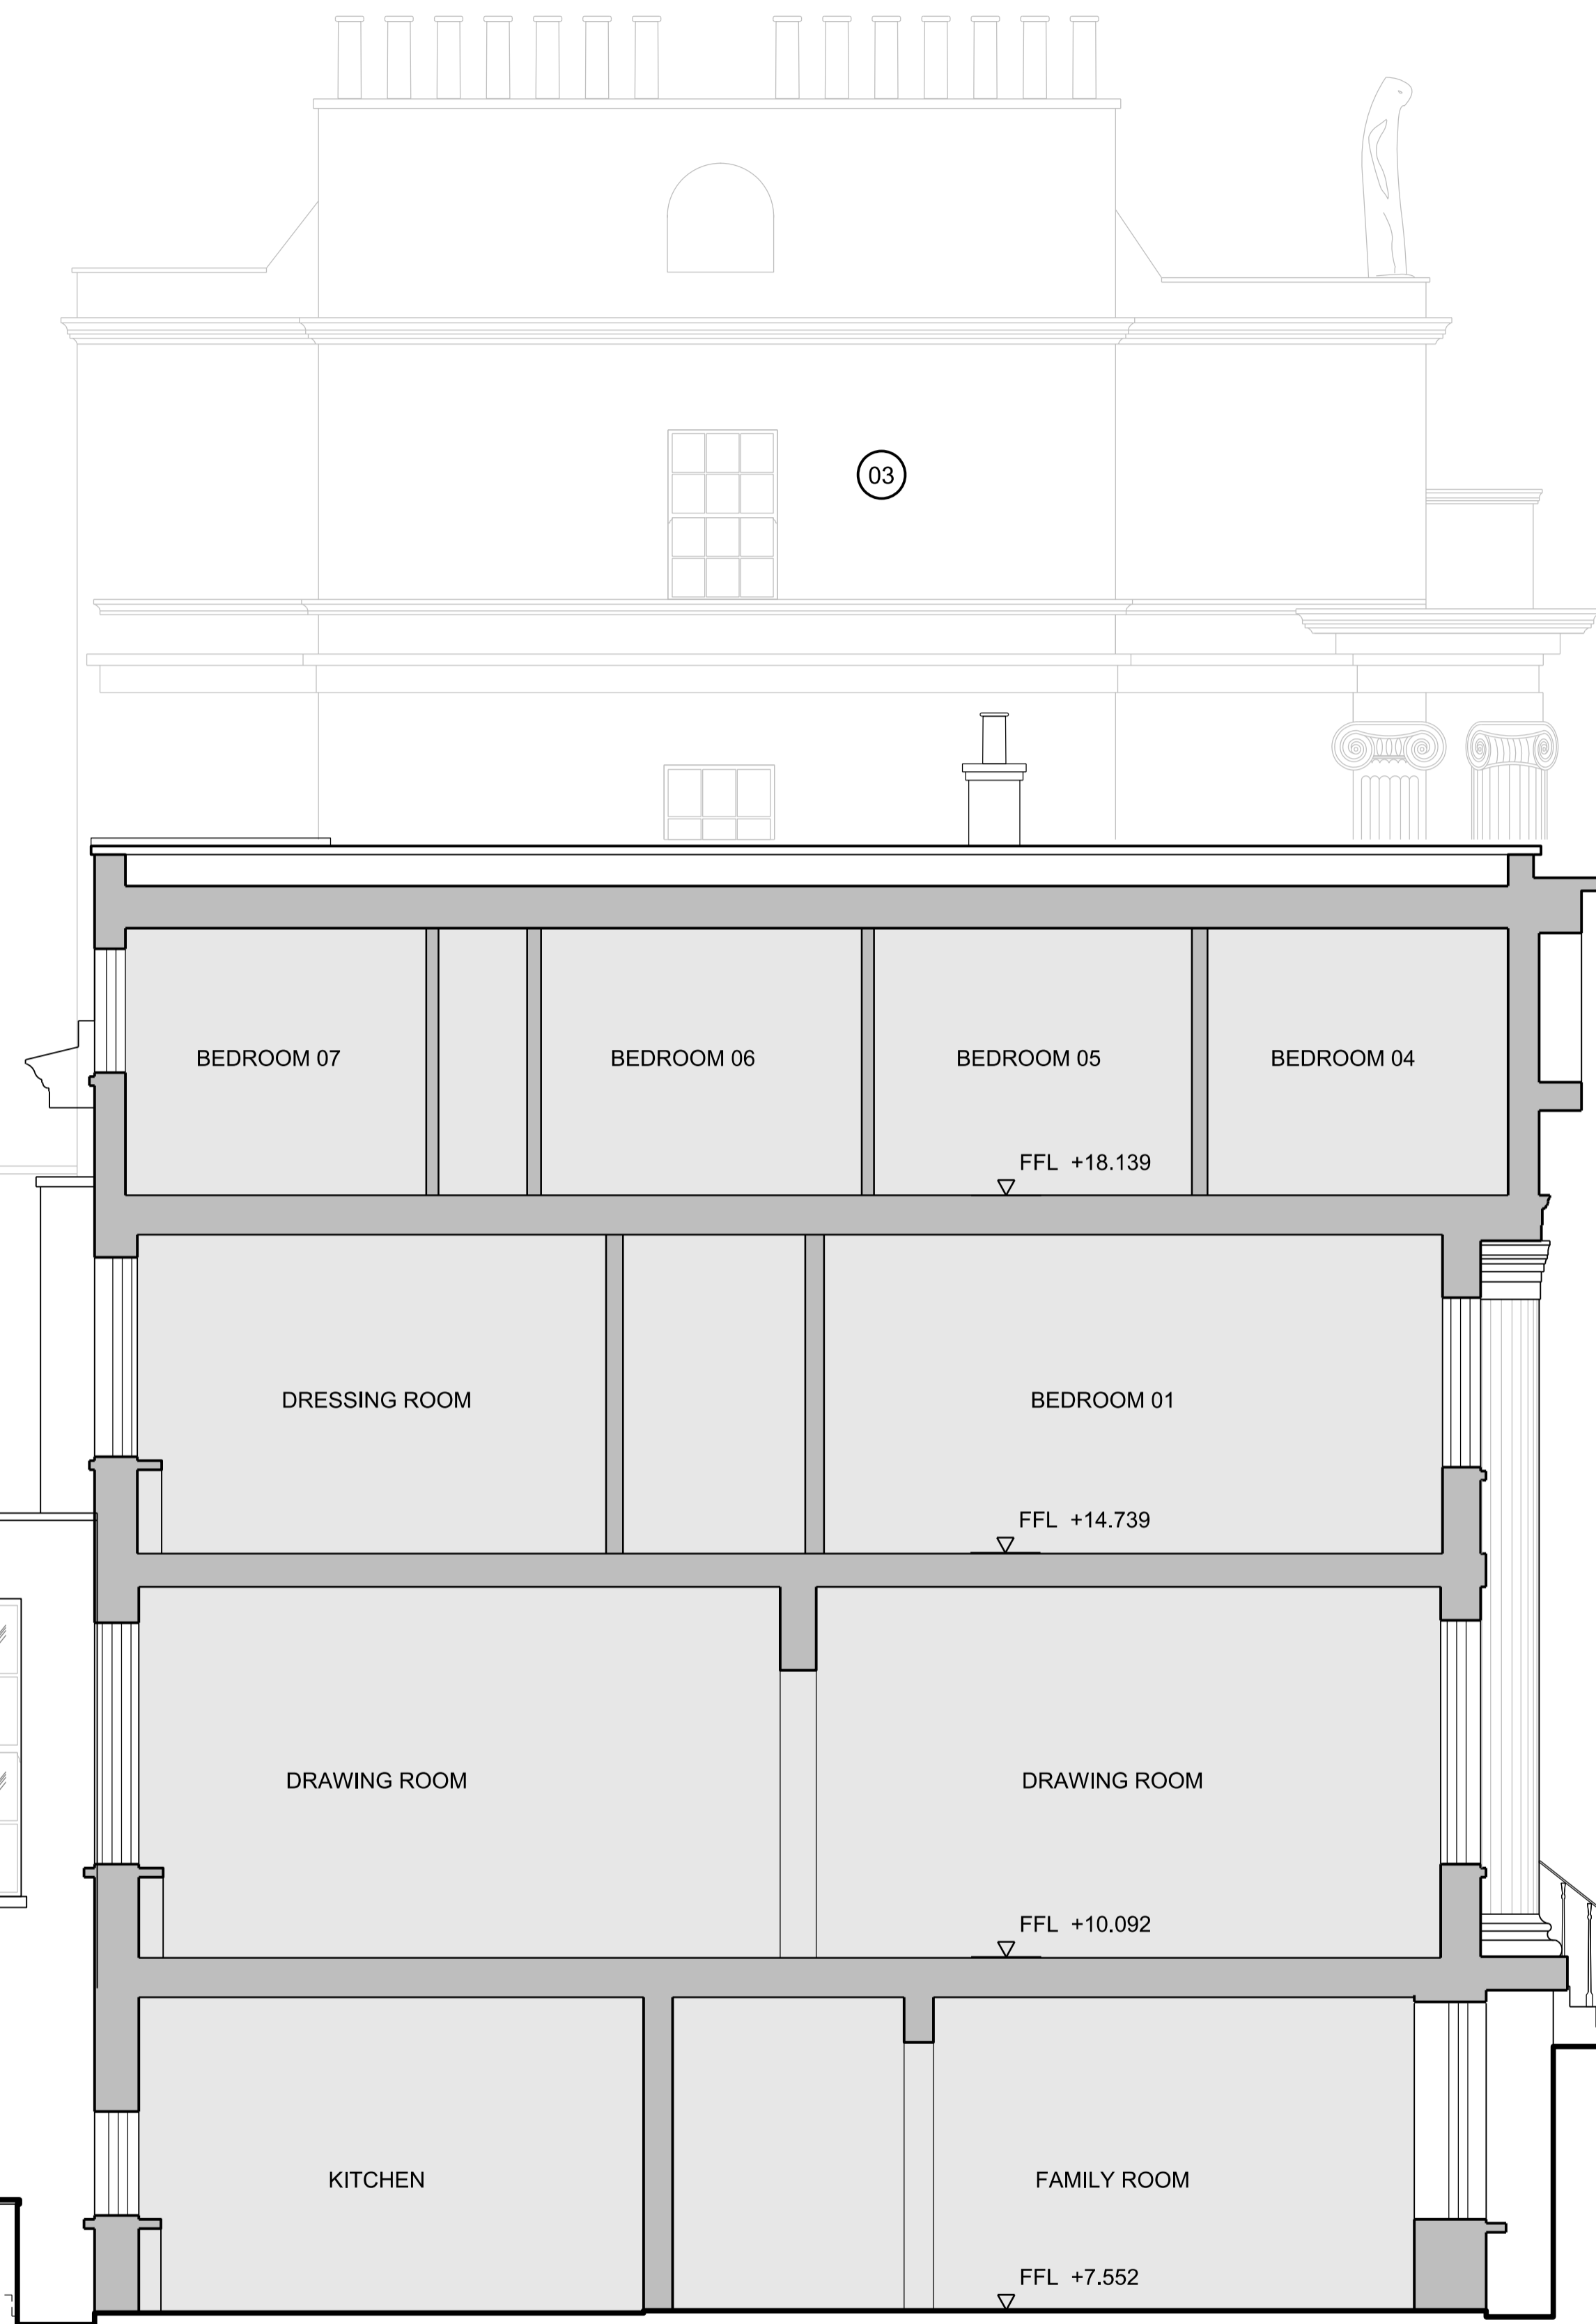 03
BEDROOM 07
BEDROOM 06
BEDROOM 05
BEDROOM 04
FFL +18.139
DRESSING ROOM
BEDROOM 01
FFL +14.739
DRAWING ROOM
DRAWING ROOM
FFL +10.092
KITCHEN
FAMILY ROOM
FFL +7.552